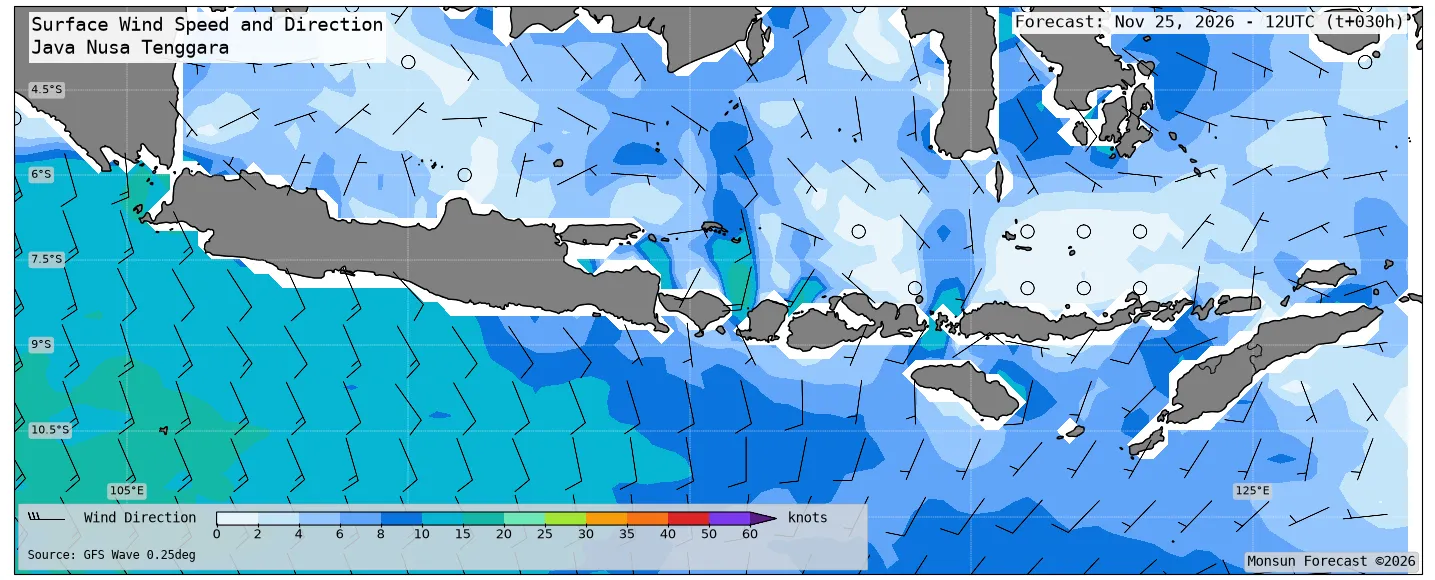 Surface Wind Speed and Direction
Java Nusa Tenggara
Forecast: Nov 25, 2026 - 12UTC (t+030h)
4.5°S
6°S
7.5°S
9°S
10.5°S
105°E
125°E
Wind Direction
0 2 4 6 8 10 15 20 25 30 35 40 50 60
knots
Source: GFS Wave 0.25deg
Monsun Forecast ©2026